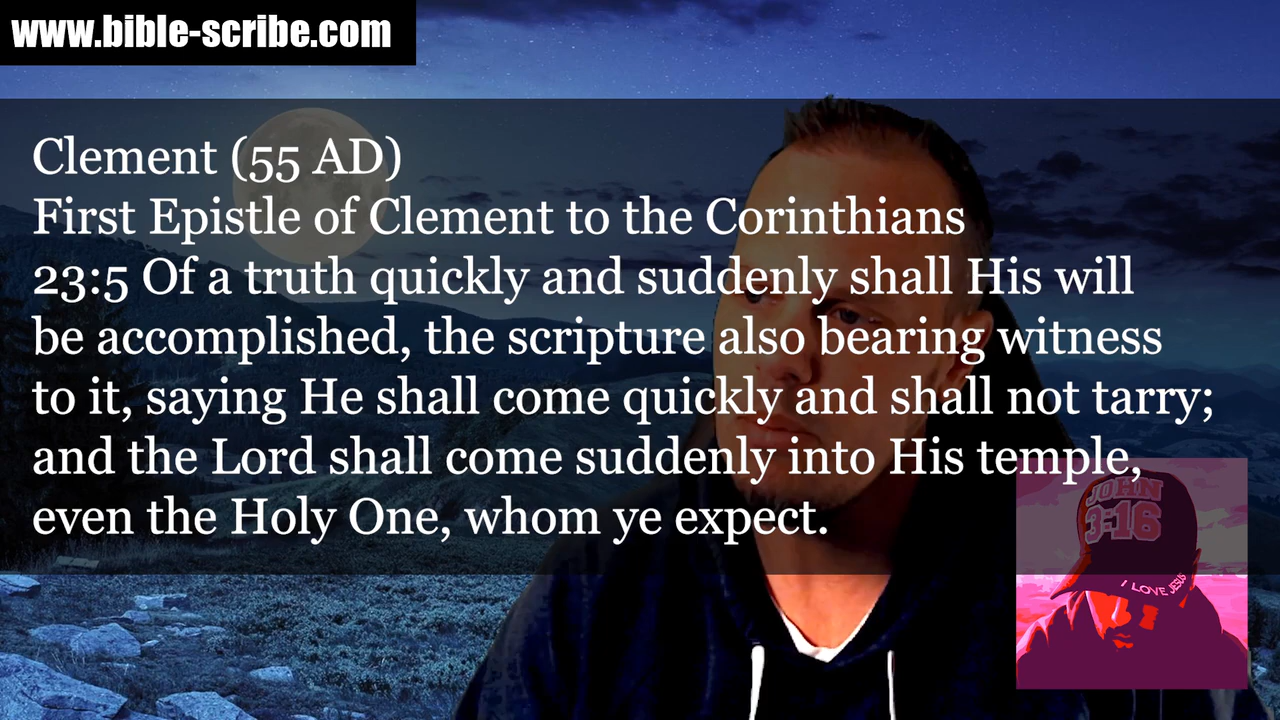 www.bible-scribe.com
Clement (55 AD)
First Epistle of Clement to the Corinthians
23:5 Of a truth quickly and suddenly shall His will
be accomplished, the scripture also bearing witness
to it, saying He shall come quickly and shall not tarry;
and the Lord shall come suddenly into His temple,
even the Holy One, whom ye expect.
JOHN
3:16
I LOVE JESUS